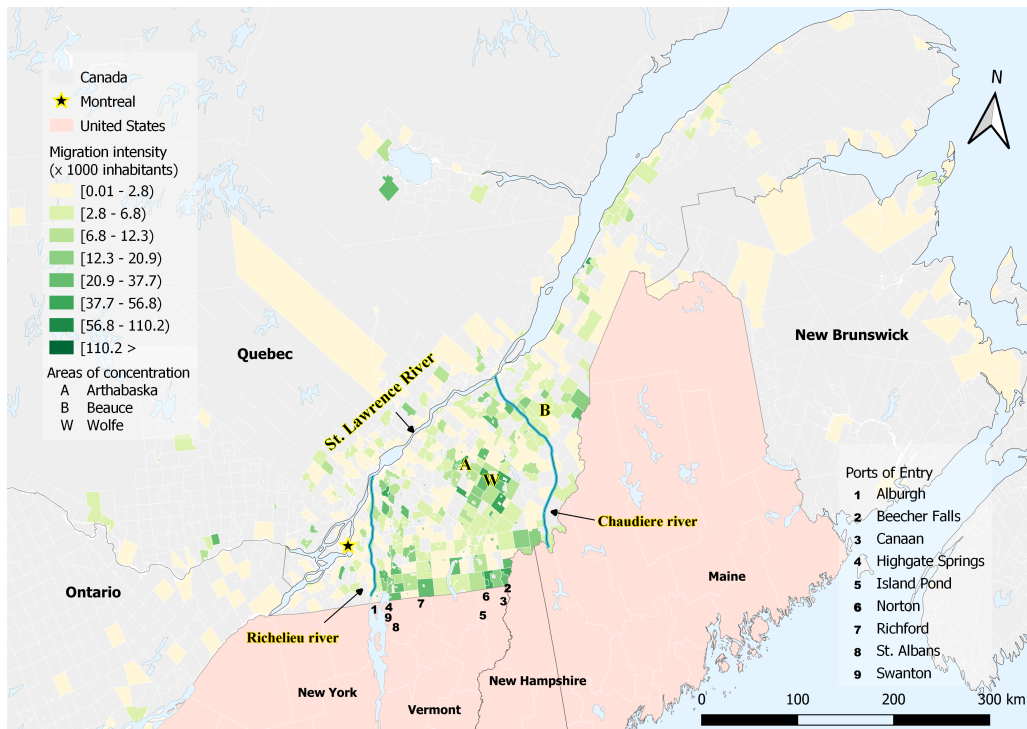 Canada
Montreal
United States
Migration intensity
(x 1000 inhabitants)
[0.01 - 2.8)
[2.8 - 6.8)
[6.8 - 12.3)
[12.3 - 20.9)
[20.9 - 37.7)
[37.7 - 56.8)
[56.8 - 110.2)
[110.2 >
Areas of concentration
A Arthabaska
B Beauce
W Wolfe
N
Quebec
New Brunswick
St. Lawrence River
B
A
W
Chaudiere river
Ontario
Maine
Richelieu river
New York
Vermont
New Hampshire
1
4
9
8
7
6
5
2
3
Ports of Entry
1 Alburgh
2 Beecher Falls
3 Canaan
4 Highgate Springs
5 Island Pond
6 Norton
7 Richford
8 St. Albans
9 Swanton
0 100 200 300 km